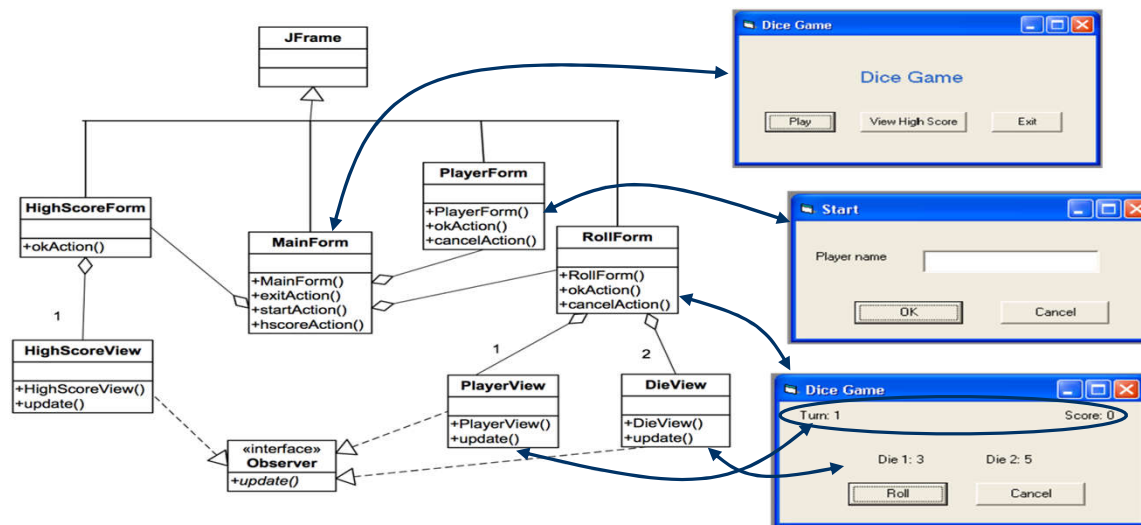 JFrame
HighScoreForm
+okAction()
MainForm
+MainForm()
+exitAction()
+startAction()
+hscoreAction()
PlayerForm
+PlayerForm()
+okAction()
+cancelAction()
RollForm
+RollForm()
+okAction()
+cancelAction()
1
HighScoreView
+HighScoreView()
+update()
1
PlayerView
+PlayerView()
+update()
2
DieView
+DieView()
+update()
«interface»
Observer
+update()
Dice Game
Dice Game
Play View High Score Exit
Start
Player name
OK Cancel
Dice Game
Turn: 1 Score: 0
Die 1: 3 Die 2: 5
Roll Cancel